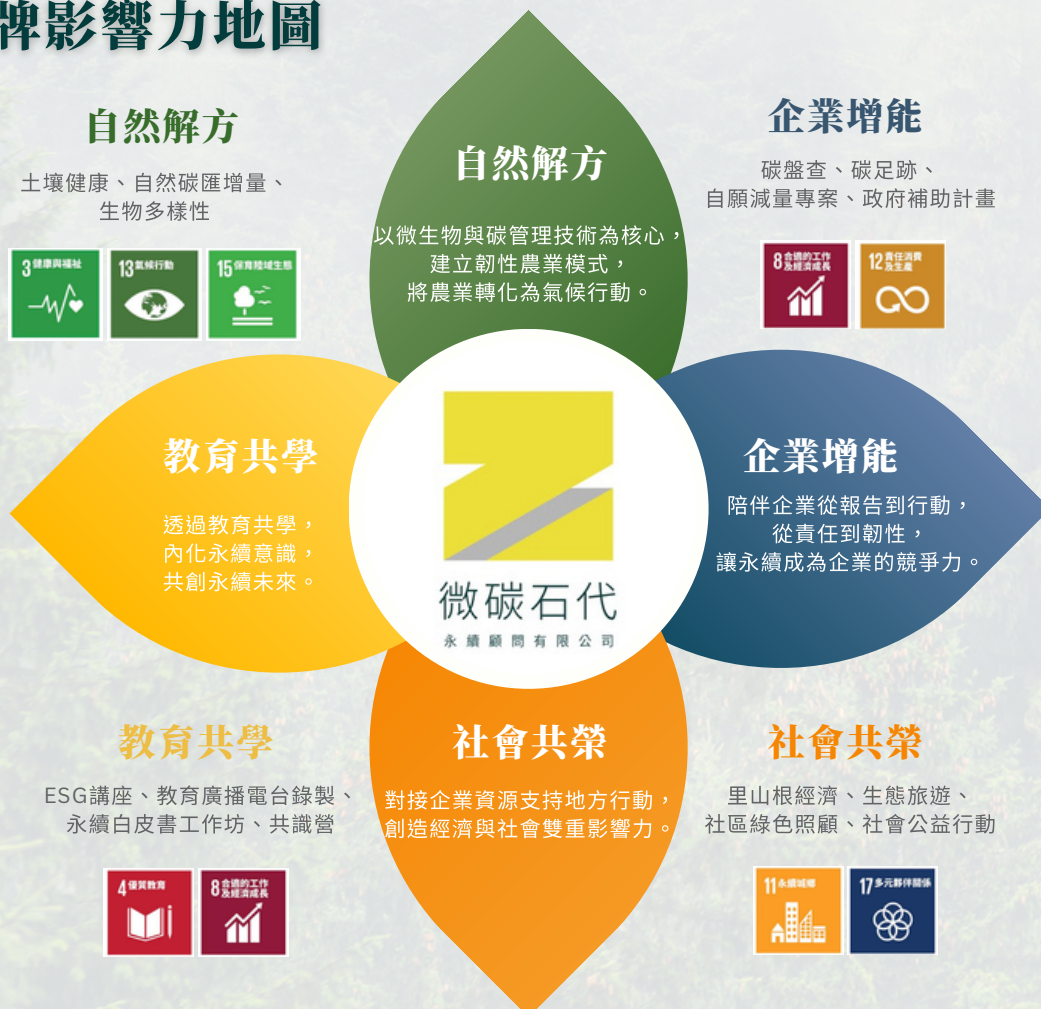 牌影響力地圖
自然解方
土壤健康、自然碳匯增量、
生物多樣性
3 健康與福祉
13 氣候行動
15 保育陸域生態
自然解方
以微生物與碳管理技術為核心，
建立韌性農業模式，
將農業轉化為氣候行動。
企業增能
碳盤查、碳足跡、
自願減量專案、政府補助計畫
8 合適的工作
及經濟成長
12 責任消費
及生產
教育共學
透過教育共學，
內化永續意識，
共創永續未來。
微碳石代
永續顧問有限公司
企業增能
陪伴企業從報告到行動，
從責任到韌性，
讓永續成為企業的競爭力。
教育共學
ESG講座、教育廣播電台錄製、
永續白皮書工作坊、共識營
4 優質教育
8 合適的工作
及經濟成長
社會共榮
對接企業資源支持地方行動，
創造經濟與社會雙重影響力。
社會共榮
里山根經濟、生態旅遊、
社區綠色照顧、社會公益行動
11 永續城鄉
17 多元夥伴關係